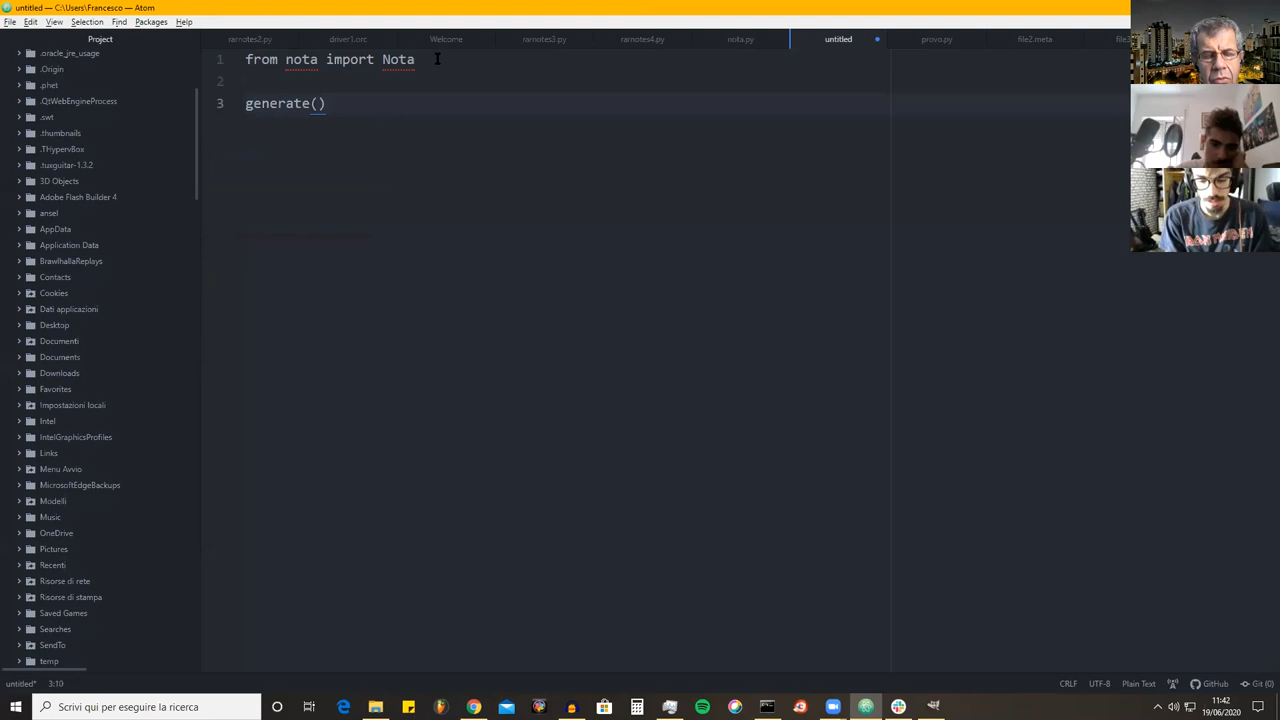 untitled — C:\Users\Francesco — Atom
File Edit View Selection Find Packages Help
Project
rarnotes2.py driver1.orc Welcome rarnotes3.py rarnotes4.py nota.py untitled provo.py file2.meta
.oracle_jre_usage
.Origin
.phet
.QtWebEngineProcess
.swt
.thumbnails
.THypervBox
.tuxguitar-1.3.2
3D Objects
Adobe Flash Builder 4
ansel
AppData
Application Data
BrawlhallaReplays
Contacts
Cookies
Dati applicazioni
Desktop
Documenti
Documents
Downloads
Favorites
Impostazioni locali
Intel
IntelGraphicsProfiles
Links
Menu Avvio
MicrosoftEdgeBackups
Modelli
Music
OneDrive
Pictures
Recenti
Risorse di rete
Risorse di stampa
Saved Games
Searches
SendTo
temp
1 from nota import Nota
2
3 generate()
IRON MAIDEN
untitled* 3:10 CRLF UTF-8 Plain Text GitHub Git (0)
Scrivi qui per eseguire la ricerca
11:42
19/06/2020